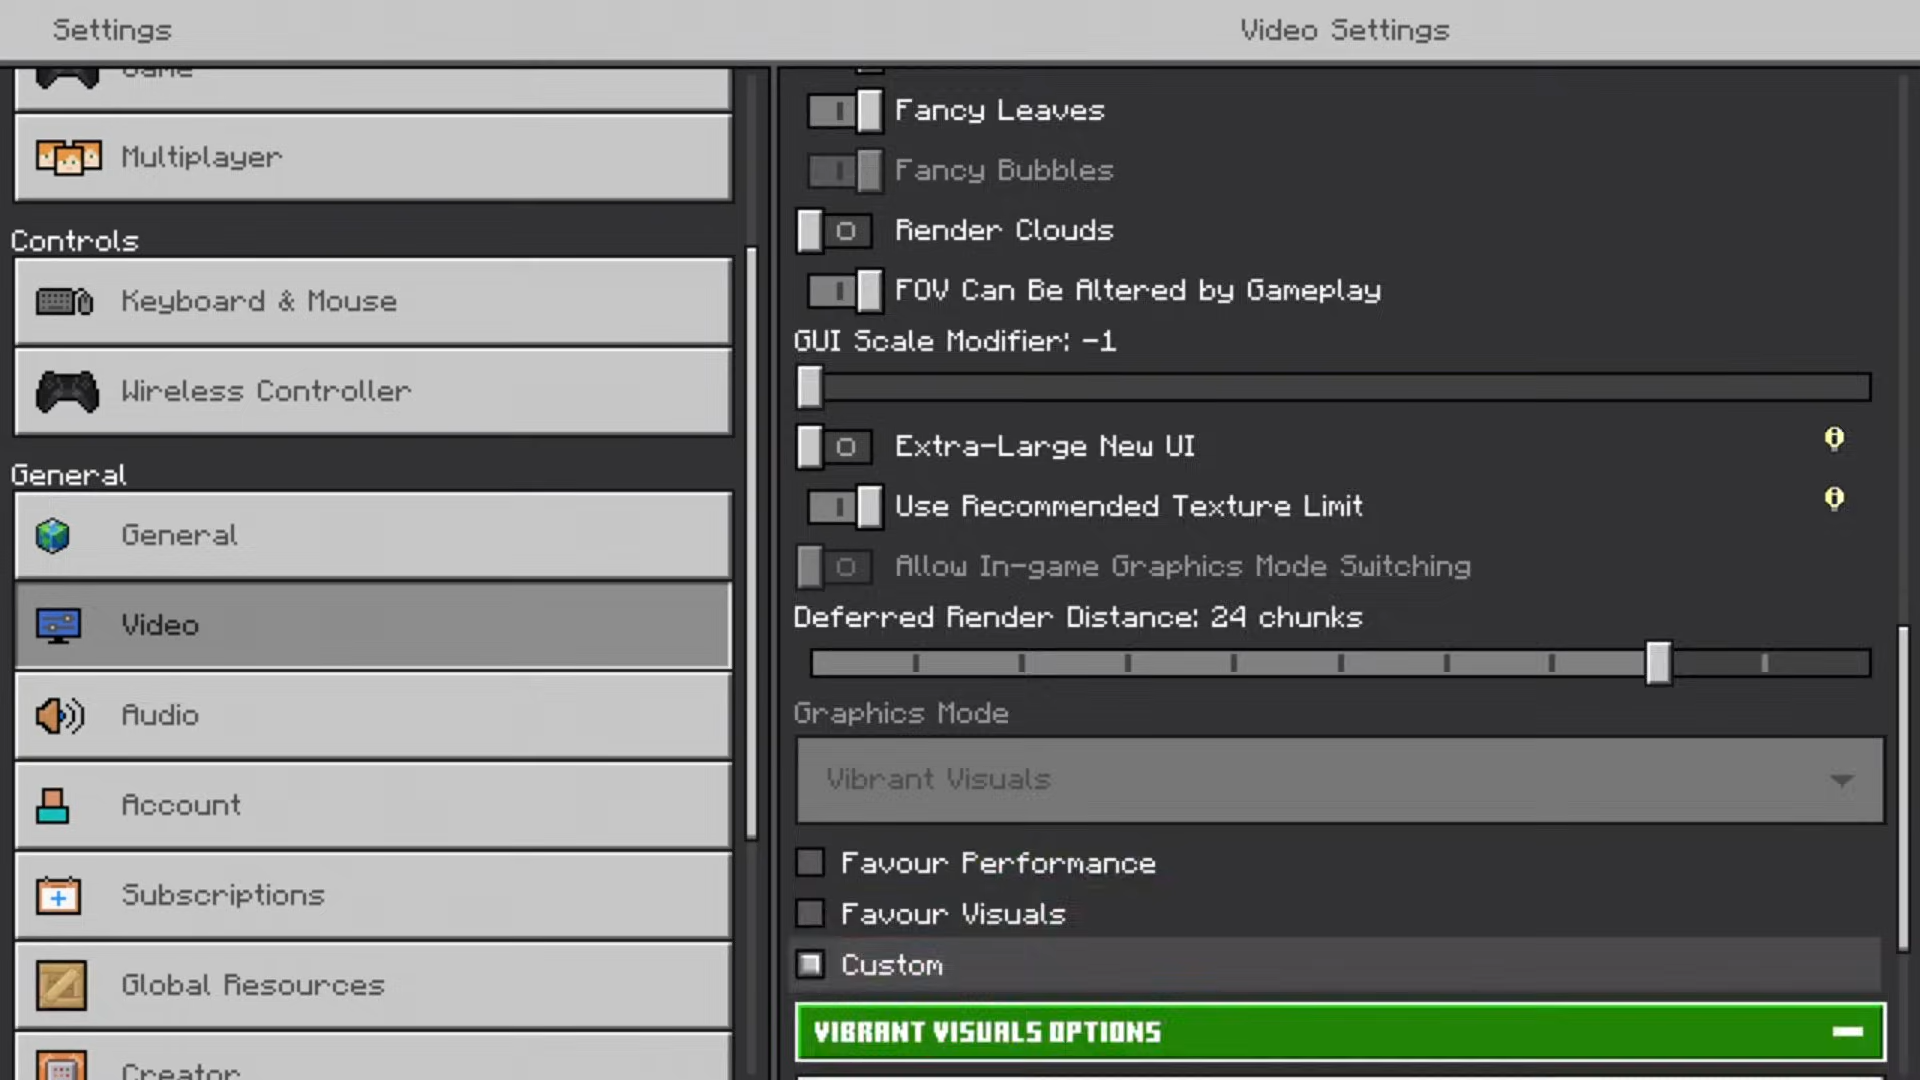 Settings
Video Settings
Game
Multiplayer
Controls
Keyboard & Mouse
Wireless Controller
General
General
Video
Audio
Account
Subscriptions
Global Resources
Creator
Fancy Leaves
Fancy Bubbles
Render Clouds
FOV Can Be Altered by Gameplay
GUI Scale Modifier: -1
Extra-Large New UI
Use Recommended Texture Limit
Allow In-game Graphics Mode Switching
Deferred Render Distance: 24 chunks
Graphics Mode
Vibrant Visuals
Favour Performance
Favour Visuals
Custom
VIBRANT VISUALS OPTIONS